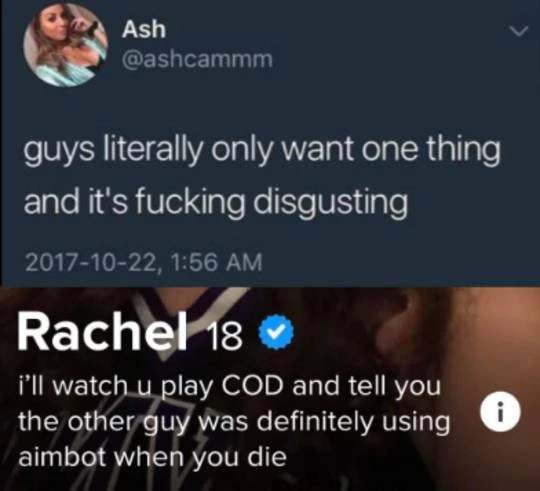 Ash
@ashcammm
guys literally only want one thing
and it's fucking disgusting
2017-10-22, 1:56 AM
Rachel 18
i'll watch u play COD and tell you
the other guy was definitely using
aimbot when you die